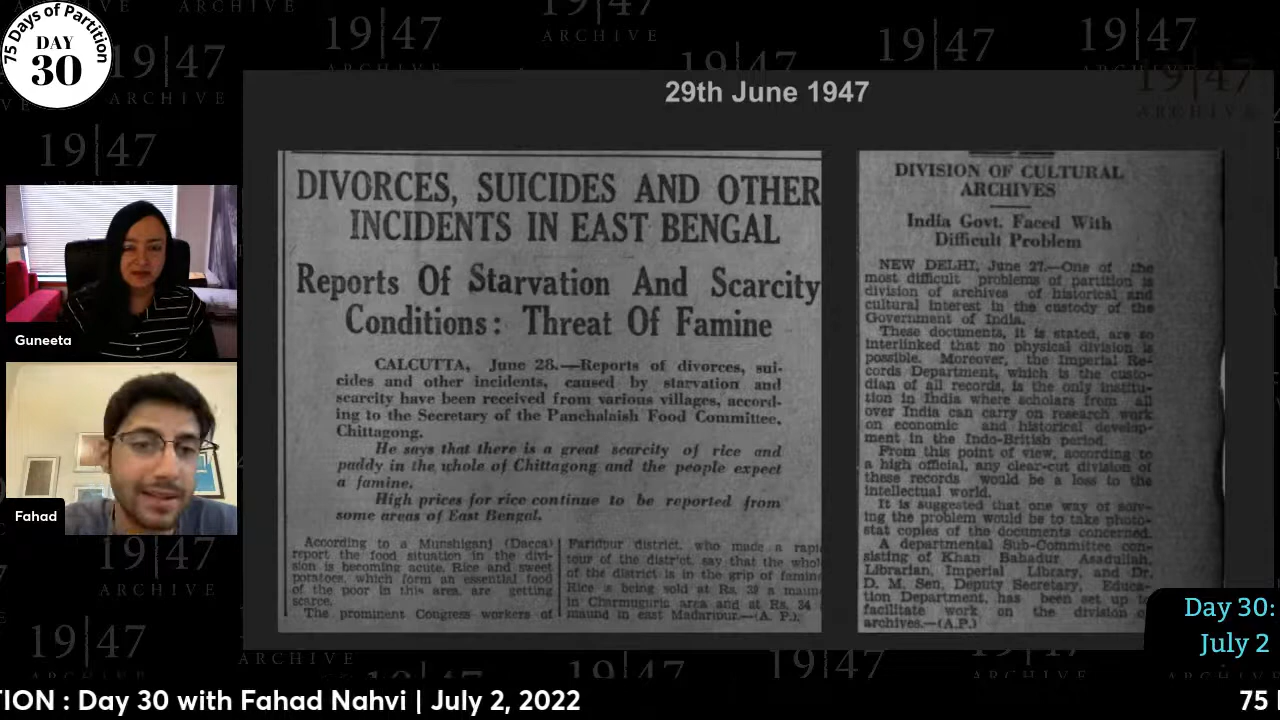 75 Days of Partition
DAY
30
19|47
ARCHIVE
29th June 1947
DIVORCES, SUICIDES AND OTHER
INCIDENTS IN EAST BENGAL
Reports Of Starvation And Scarcity
Conditions: Threat Of Famine
CALCUTTA, June 28.—Reports of divorces, sui-
cides and other incidents, caused by starvation and
scarcity have been received from various villages, accord-
ing to the Secretary of the Panchalaish Food Committee,
Chittagong.
He says that there is a great scarcity of rice and
paddy in the whole of Chittagong and the people expect
a famine.
High prices for rice continue to be reported from
some areas of East Bengal.
According to a Munshiganj (Dacca)
report the food situation in the divi-
sion is becoming acute. Rice and sweet
potatoes, which form an essential food
of the poor in this area, are getting
scarce.
The prominent Congress workers of
Faridpur district, who made a rapi
tour of the district, say that the whol
of the district is in the grip of famine
Rice is being sold at Rs. 39 a maun
in Charmuguria area and at Rs. 34
maund in east Madaripur.—(A. P.).
DIVISION OF CULTURAL
ARCHIVES
India Govt. Faced With
Difficult Problem
NEW DELHI, June 27.—One of the
most difficult problems of partition is
division of archives of historical and
cultural interest in the custody of the
Government of India.
These documents, it is stated, are so
interlinked that no physical division is
possible. Moreover, the Imperial Re-
cords Department, which is the custo-
dian of all records, is the only institu-
tion in India where scholars from all
over India can carry on research work
on economic and historical develop-
ment in the Indo-British period.
From this point of view, according to
a high official, any clear-cut division of
these records would be a loss to the
intellectual world.
It is suggested that one way of solv-
ing the problem would be to take photo-
stat copies of the documents concerned.
A departmental Sub-Committee con-
sisting of Khan Bahadur Asadullah,
Librarian, Imperial Library, and Dr.
D. M. Sen, Deputy Secretary, Educa-
tion Department, has been set up to
facilitate work on the division of
archives.—(A.P.)
Guneeta
Fahad
Day 30:
July 2
TION : Day 30 with Fahad Nahvi | July 2, 2022
75